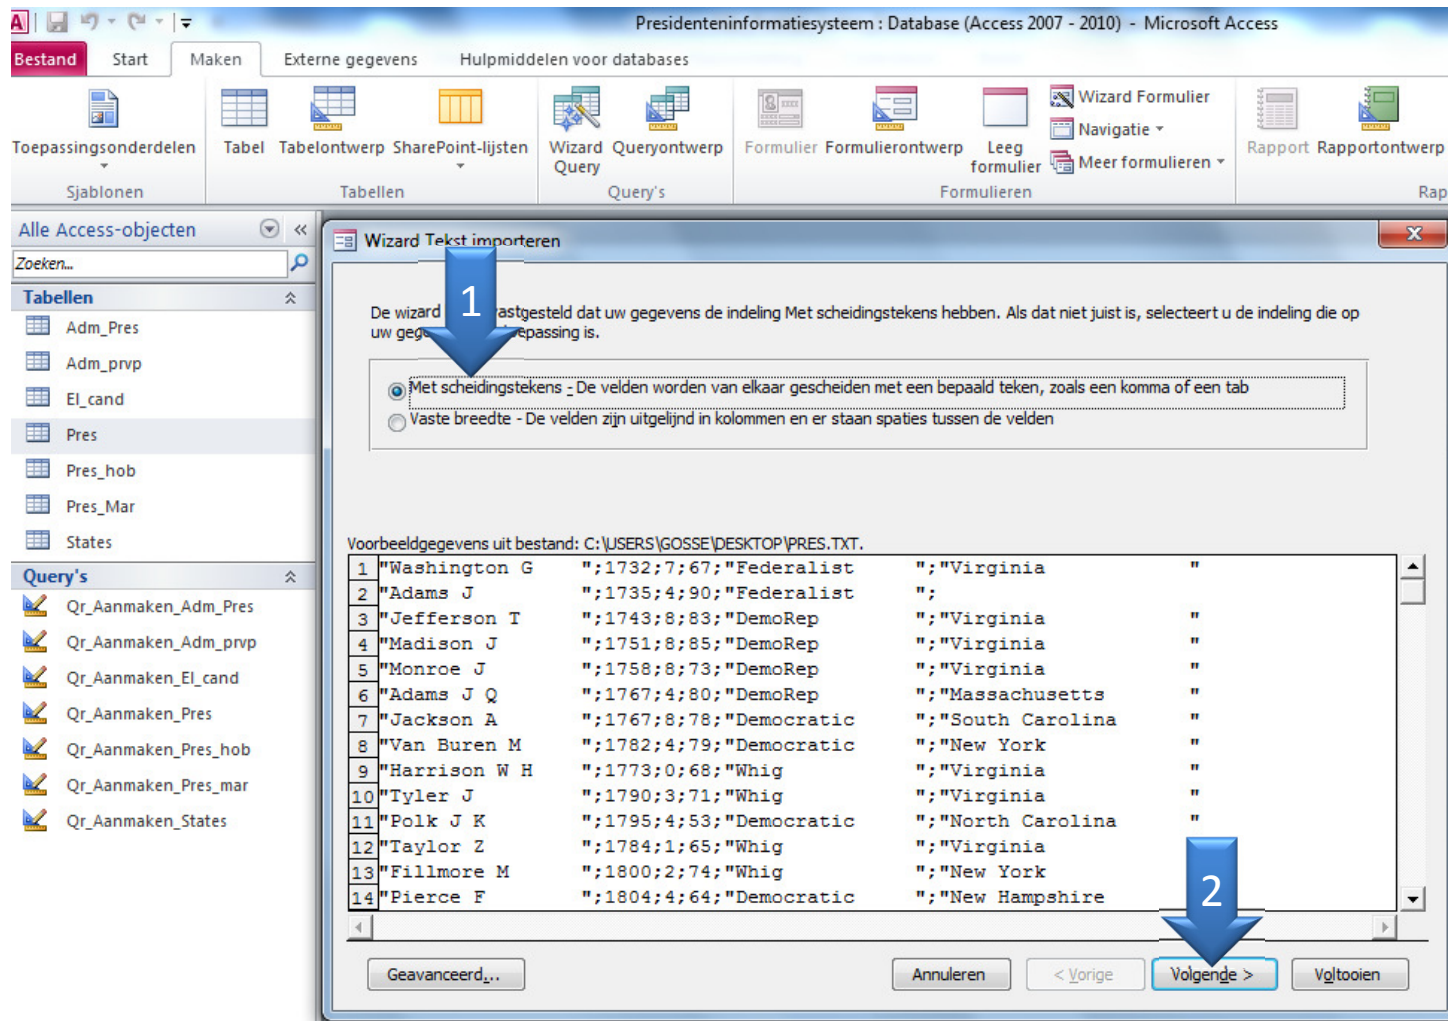 A
Presidenteninformatiesysteem : Database (Access 2007 - 2010) - Microsoft Access
Bestand Start Maken Externe gegevens Hulpmiddelen voor databases
Toepassingsonderdelen
Tabel
Tabelontwerp
SharePoint-lijsten
Wizard Query
Queryontwerp
Formulier
Formulierontwerp
Leeg formulier
Wizard Formulier
Navigatie
Meer formulieren
Rapport
Rapportontwerp
Sjablonen Tabellen Query's Formulieren Rap
Alle Access-objecten «
Zoeken...
Tabellen
Adm_Pres
Adm_prvp
El_cand
Pres
Pres_hob
Pres_Mar
States
Query's
Qr_Aanmaken_Adm_Pres
Qr_Aanmaken_Adm_prvp
Qr_Aanmaken_El_cand
Qr_Aanmaken_Pres
Qr_Aanmaken_Pres_hob
Qr_Aanmaken_Pres_mar
Qr_Aanmaken_States
Wizard Tekst importeren
1
De wizard vastgesteld dat uw gegevens de indeling Met scheidingstekens hebben. Als dat niet juist is, selecteert u de indeling die op
uw is.
Met scheidingstekens - De velden worden van elkaar gescheiden met een bepaald teken, zoals een komma of een tab
Vaste breedte - De velden zijn uitgelijnd in kolommen en er staan spaties tussen de velden
Voorbeeldgegevens uit bestand: C:\USERS\GOSSE\DESKTOP\PRES.TXT.
1 "Washington G ";1732;7;67;"Federalist ";"Virginia "
2 "Adams J ";1735;4;90;"Federalist ";
3 "Jefferson T ";1743;8;83;"DemoRep ";"Virginia "
4 "Madison J ";1751;8;85;"DemoRep ";"Virginia "
5 "Monroe J ";1758;8;73;"DemoRep ";"Virginia "
6 "Adams J Q ";1767;4;80;"DemoRep ";"Massachusetts "
7 "Jackson A ";1767;8;78;"Democratic ";"South Carolina "
8 "Van Buren M ";1782;4;79;"Democratic ";"New York "
9 "Harrison W H ";1773;0;68;"Whig ";"Virginia "
10 "Tyler J ";1790;3;71;"Whig ";"Virginia "
11 "Polk J K ";1795;4;53;"Democratic ";"North Carolina "
12 "Taylor Z ";1784;1;65;"Whig ";"Virginia
13 "Fillmore M ";1800;2;74;"Whig ";"New York
14 "Pierce F ";1804;4;64;"Democratic ";"New Hampshire
2
Geavanceerd... Annuleren < Vorige Volgende > Voltooien